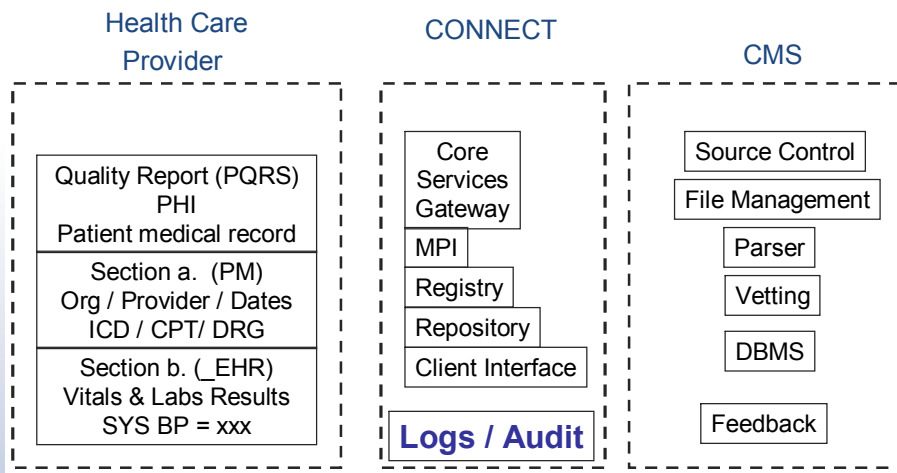 Health Care
Provider
CONNECT
CMS
Quality Report (PQRS)
PHI
Patient medical record
Section a. (PM)
Org / Provider / Dates
ICD / CPT/ DRG
Section b. (_EHR)
Vitals & Labs Results
SYS BP = xxx
Core
Services
Gateway
MPI
Registry
Repository
Client Interface
Logs / Audit
Source Control
File Management
Parser
Vetting
DBMS
Feedback